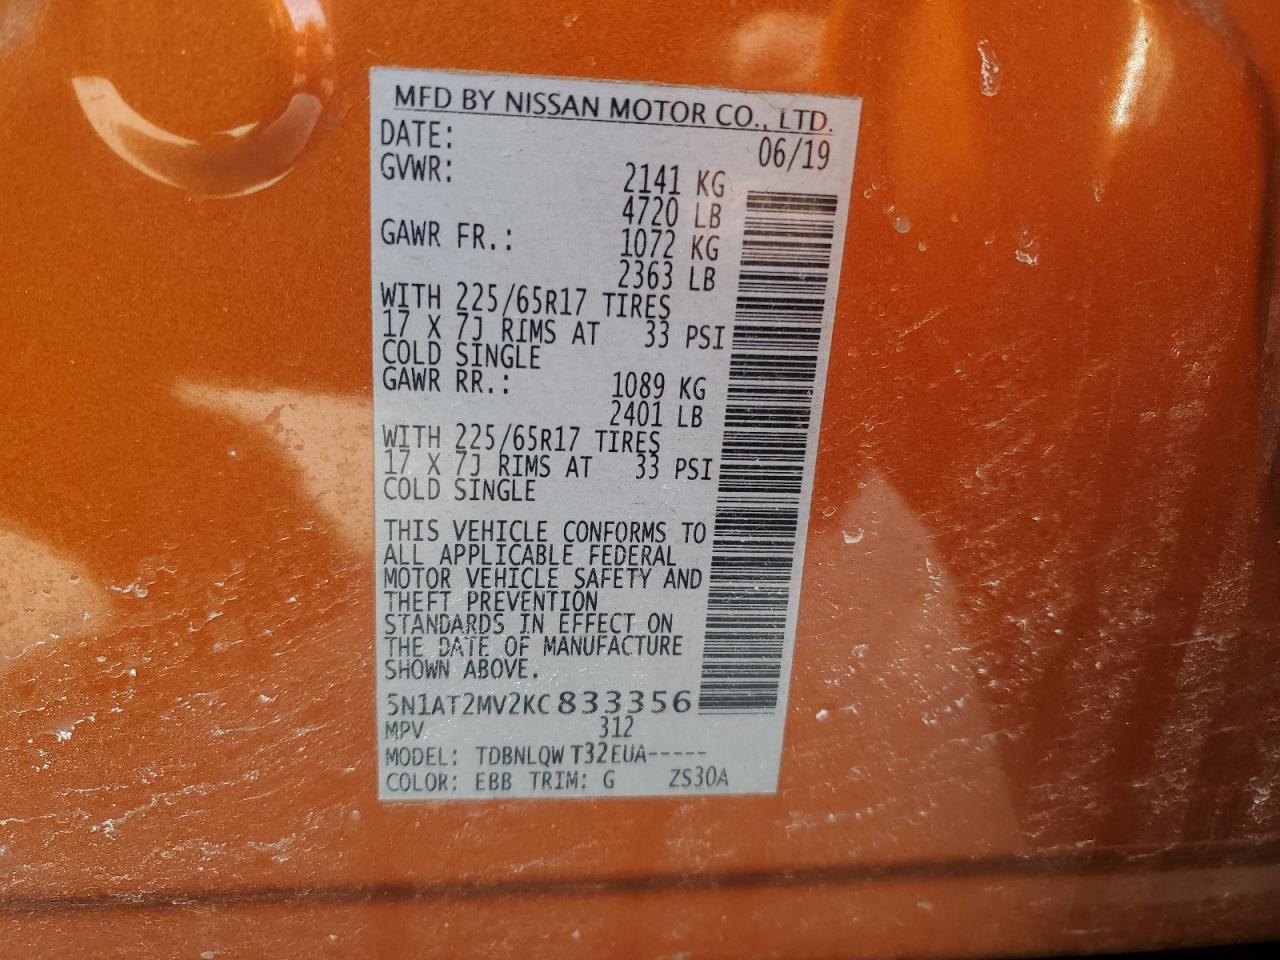 MFD BY NISSAN MOTOR CO., LTD.
DATE: 06/19
GVWR: 2141 KG
4720 LB
GAWR FR.: 1072 KG
2363 LB
WITH 225/65R17 TIRES
17 X 7J RIMS AT 33 PSI
COLD SINGLE
GAWR RR.: 1089 KG
2401 LB
WITH 225/65R17 TIRES
17 X 7J RIMS AT 33 PSI
COLD SINGLE
THIS VEHICLE CONFORMS TO
ALL APPLICABLE FEDERAL
MOTOR VEHICLE SAFETY AND
THEFT PREVENTION
STANDARDS IN EFFECT ON
THE DATE OF MANUFACTURE
SHOWN ABOVE.
5N1AT2MV2KC833356
MPV 312
MODEL: TDBNLQW T32EUA-----
COLOR: EBB TRIM: G ZS30A